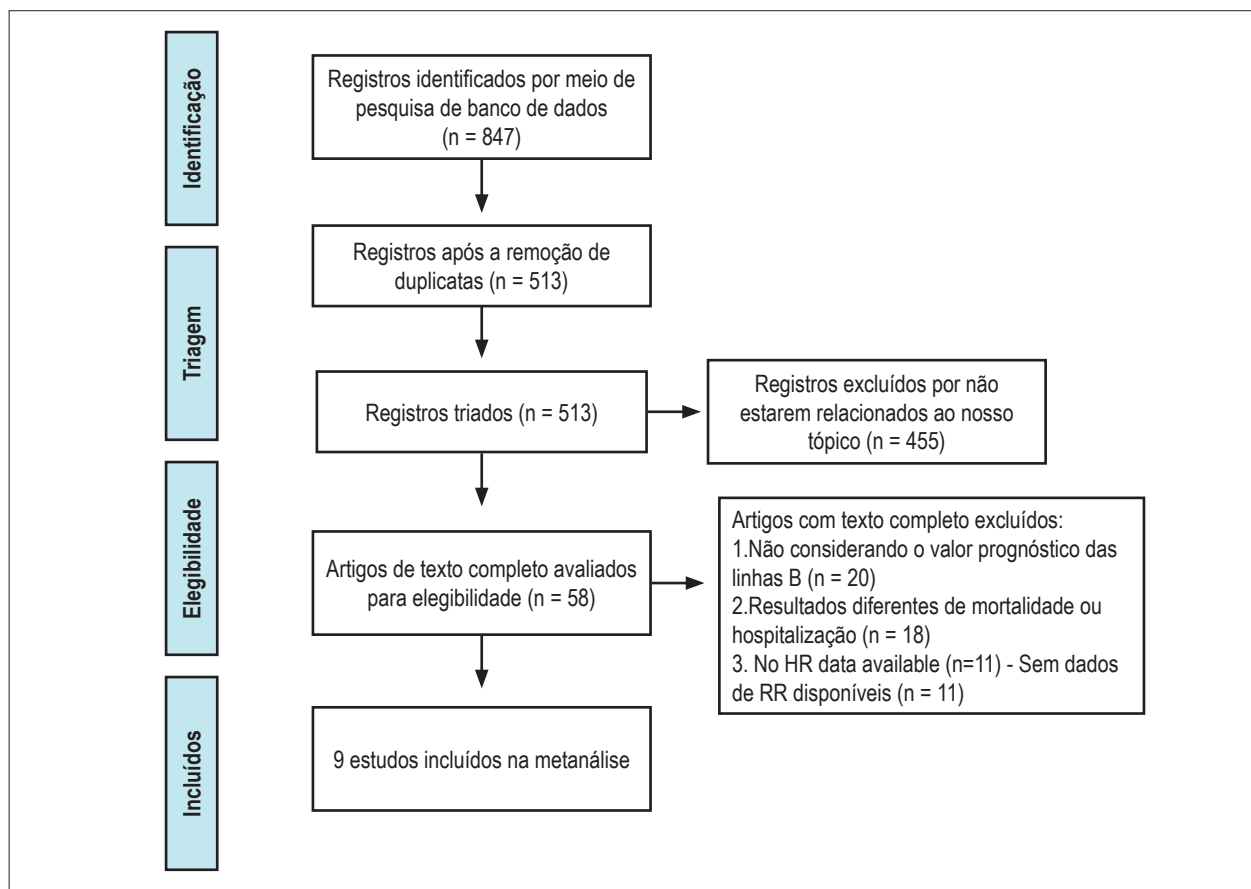 Identificação
Registros identificados por meio de
pesquisa de banco de dados
(n = 847)
Triagem
Registros após a remoção de
duplicatas (n = 513)
Registros triados (n = 513)
Registros excluídos por não
estarem relacionados ao nosso
tópico (n = 455)
Elegibilidade
Artigos de texto completo avaliados
para elegibilidade (n = 58)
Artigos com texto completo excluídos:
1.Não considerando o valor prognóstico das
linhas B (n = 20)
2.Resultados diferentes de mortalidade ou
hospitalização (n = 18)
3. No HR data available (n=11) - Sem dados
de RR disponíveis (n = 11)
Incluídos
9 estudos incluídos na metanálise